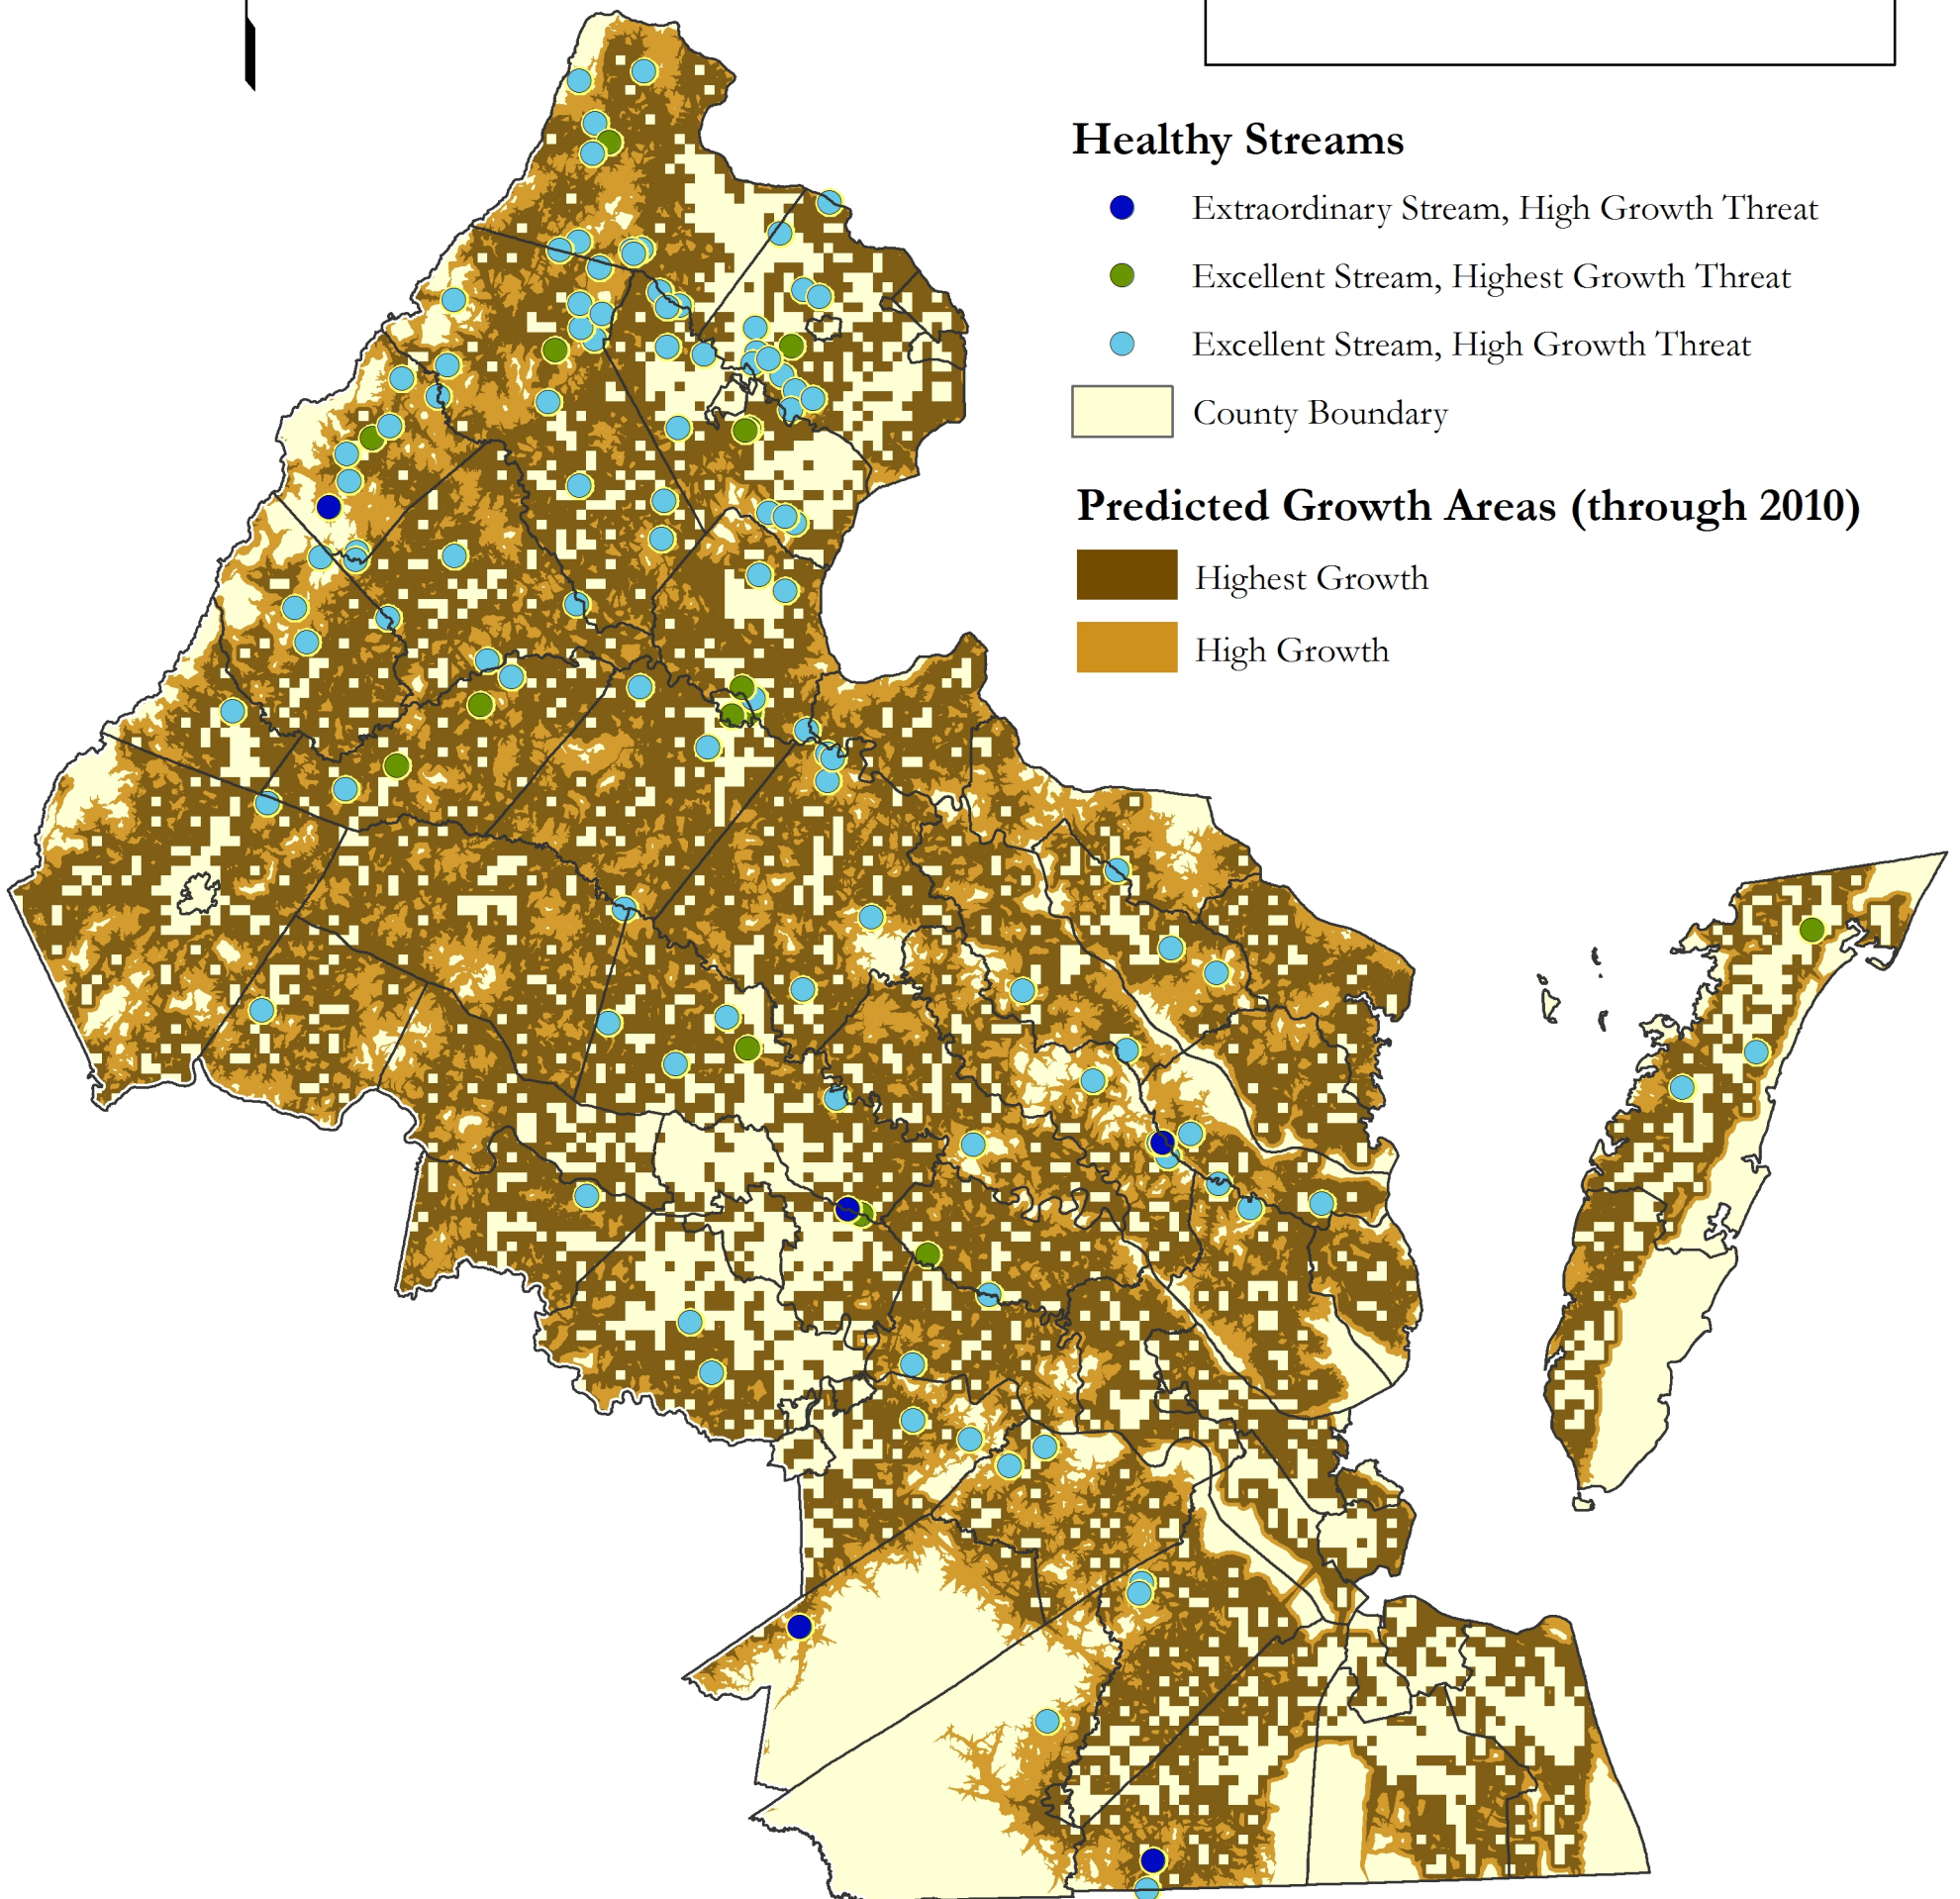 Healthy Streams
Extraordinary Stream, High Growth Threat
Excellent Stream, Highest Growth Threat
Excellent Stream, High Growth Threat
County Boundary
Predicted Growth Areas (through 2010)
Highest Growth
High Growth